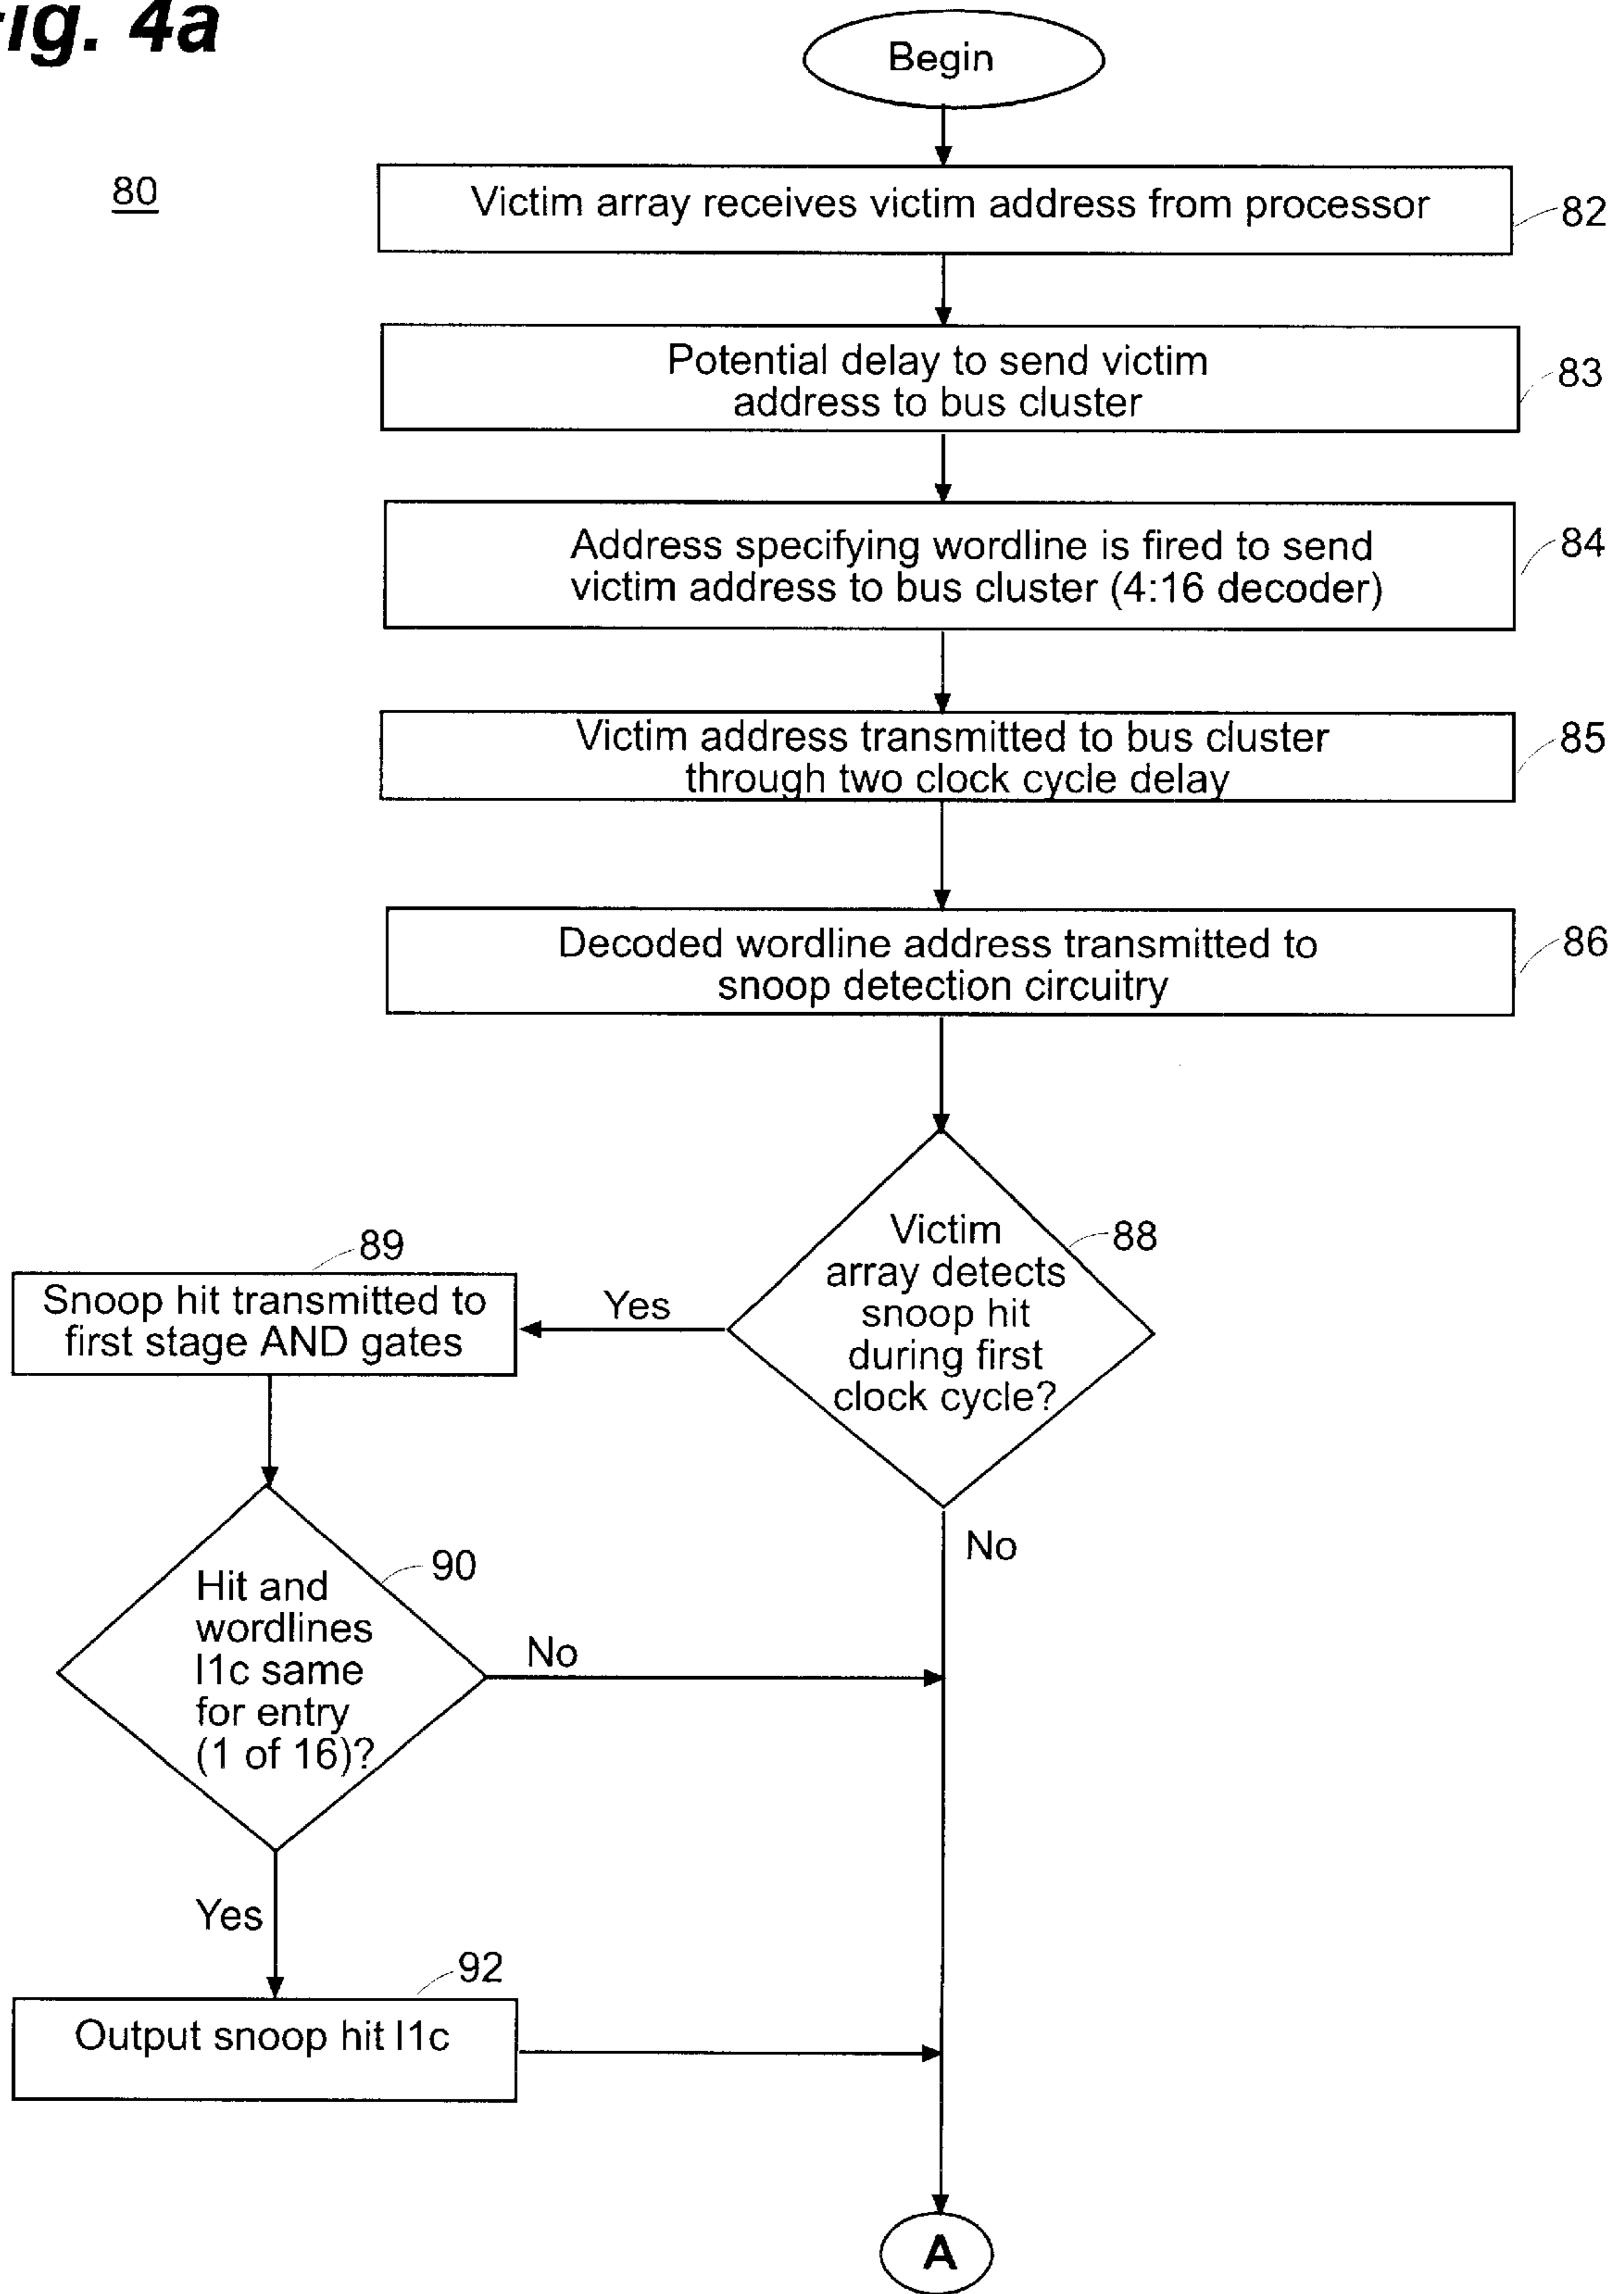 ig. 4a
Begin
80
Victim array receives victim address from processor
82
Potential delay to send victim
address to bus cluster
83
Address specifying wordline is fired to send
victim address to bus cluster (4:16 decoder)
84
Victim address transmitted to bus cluster
through two clock cycle delay
85
Decoded wordline address transmitted to
snoop detection circuitry
86
Victim
array detects
snoop hit
during first
clock cycle?
88
Yes
89
Snoop hit transmitted to
first stage AND gates
No
90
Hit and
wordlines
l1c same
for entry
(1 of 16)?
No
Yes
92
Output snoop hit l1c
A